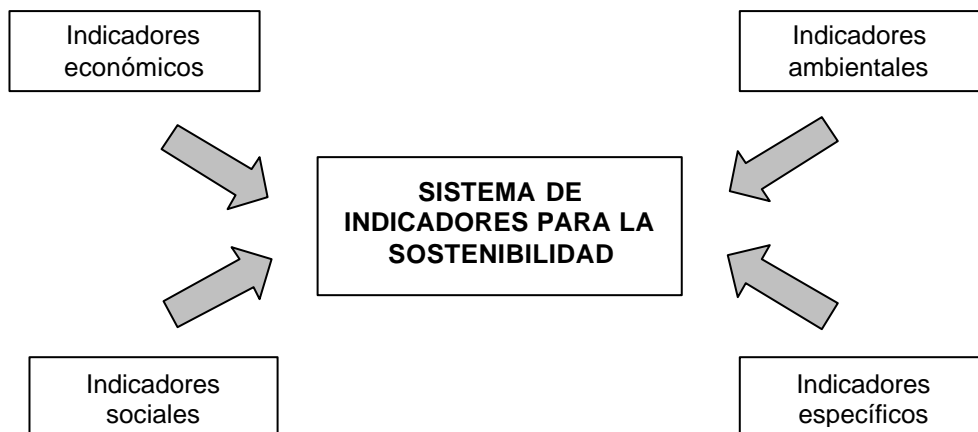 Indicadores
económicos
Indicadores
ambientales
SISTEMA DE
INDICADORES PARA LA
SOSTENIBILIDAD
Indicadores
sociales
Indicadores
específicos